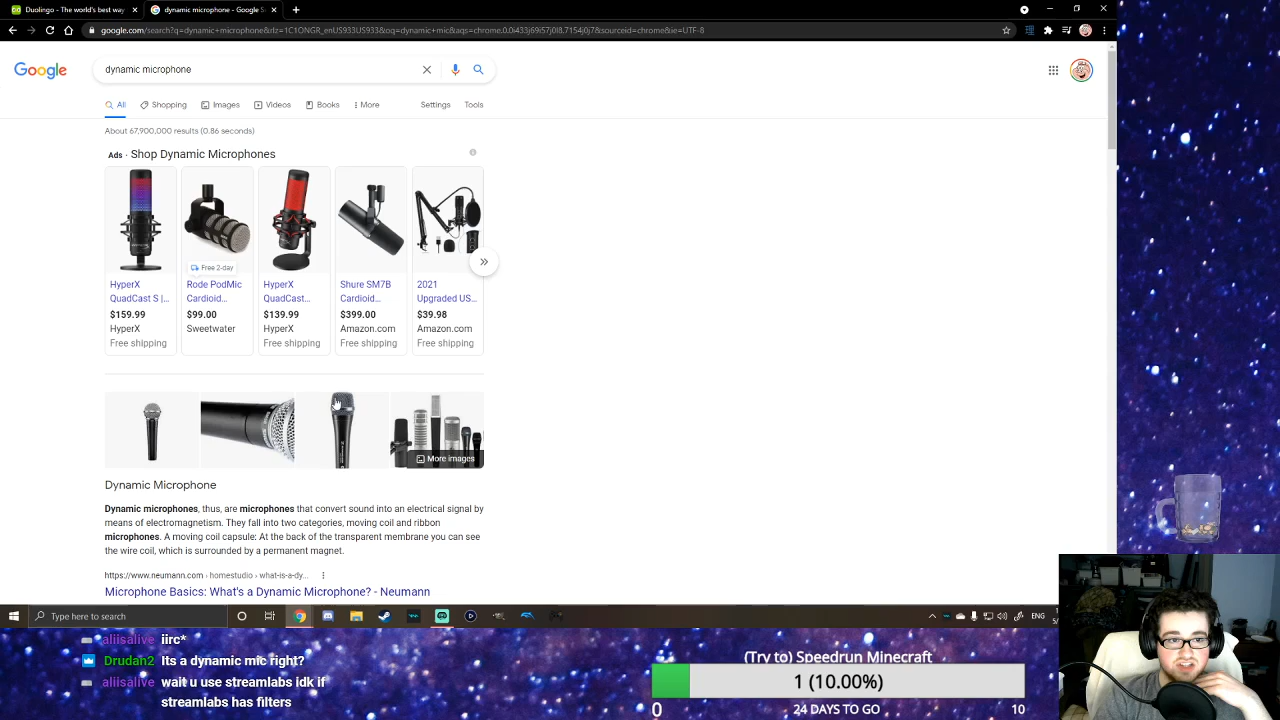 Duolingo - The world's best way
dynamic microphone - Google S
google.com/search?q=dynamic+microphone&rlz=1C1ONGR_enUS933US933&oq=dynamic+mic&aqs=chrome.0.0i433j69i57j0l8.7154j0j7&sourceid=chrome&ie=UTF-8
Google
dynamic microphone
All Shopping Images Videos Books More Settings Tools
About 67,900,000 results (0.86 seconds)
Ads · Shop Dynamic Microphones
Free 2-day
HyperX QuadCast S |...
$159.99
HyperX
Free shipping
Rode PodMic Cardioid...
$99.00
Sweetwater
HyperX QuadCast...
$139.99
HyperX
Free shipping
Shure SM7B Cardioid...
$399.00
Amazon.com
Free shipping
2021 Upgraded US...
$39.98
Amazon.com
Free shipping
More images
Dynamic Microphone
Dynamic microphones, thus, are microphones that convert sound into an electrical signal by
means of electromagnetism. They fall into two categories, moving coil and ribbon
microphones. A moving coil capsule: At the back of the transparent membrane you can see
the wire coil, which is surrounded by a permanent magnet.
https://www.neumann.com › homestudio › what-is-a-dy...
Microphone Basics: What's a Dynamic Microphone? - Neumann
Type here to search
ENG
aliisalive iirc*
Drudan2 Its a dynamic mic right?
aliisalive wait u use streamlabs idk if
streamlabs has filters
(Try to) Speedrun Minecraft
1 (10.00%)
0 24 DAYS TO GO 10